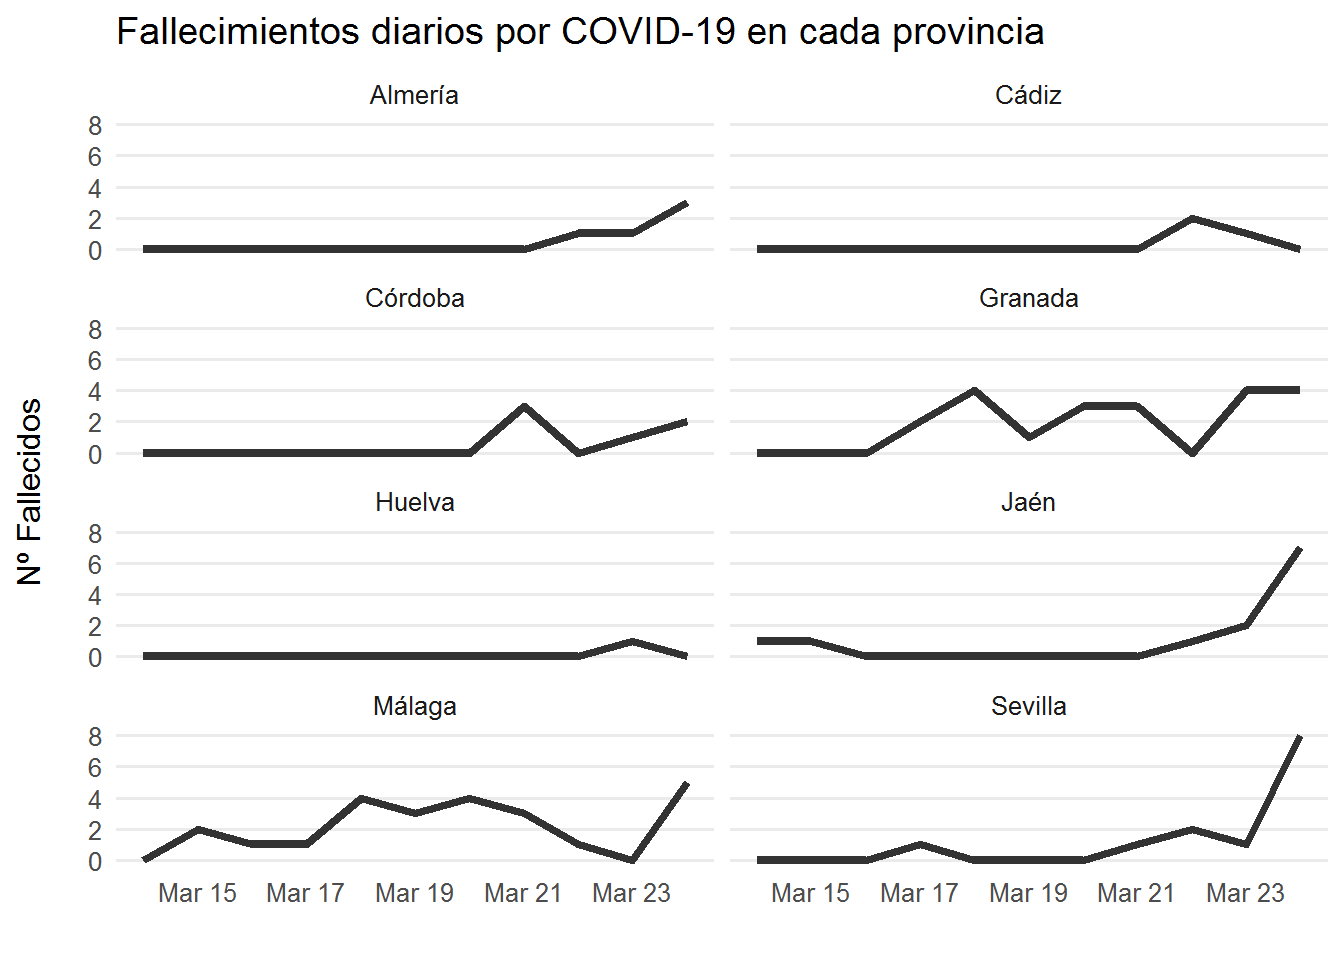 Fallecimientos diarios por COVID-19 en cada provincia
Almería
Cádiz
8
6
4
2
0
Córdoba
Granada
8
6
4
2
0
Nº Fallecidos
Huelva
Jaén
8
6
4
2
0
Málaga
Sevilla
8
6
4
2
0
Mar 15 Mar 17 Mar 19 Mar 21 Mar 23
Mar 15 Mar 17 Mar 19 Mar 21 Mar 23